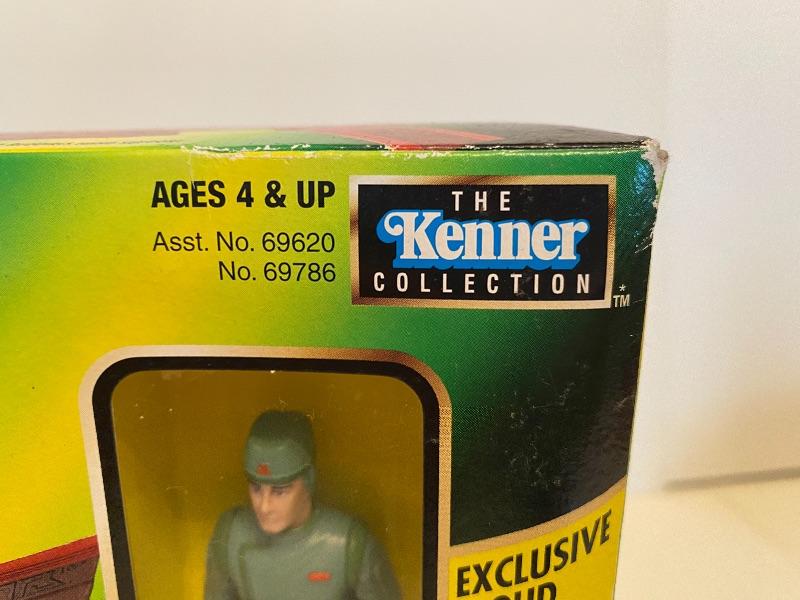 AGES 4 & UP
Asst. No. 69620
No. 69786
THE
Kenner
COLLECTION
*
TM
EXCLUSIVE